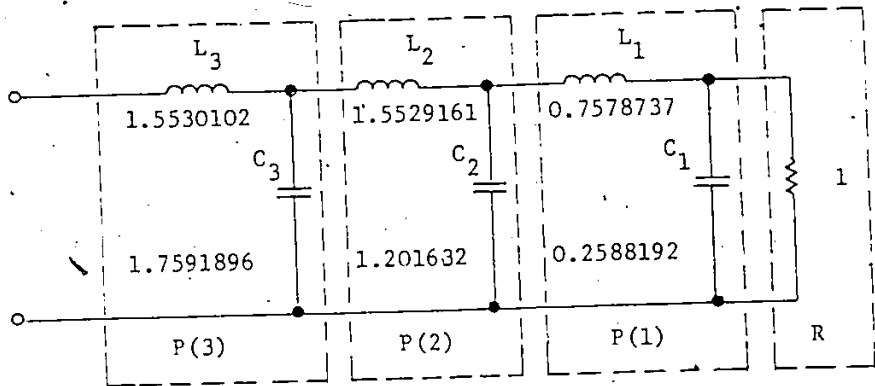 L3 L2 L1
1.5530102 1.5529161 0.7578737
C3 C2 C1 1
1.7591896 1.201632 0.2588192
P(3) P(2) P(1) R